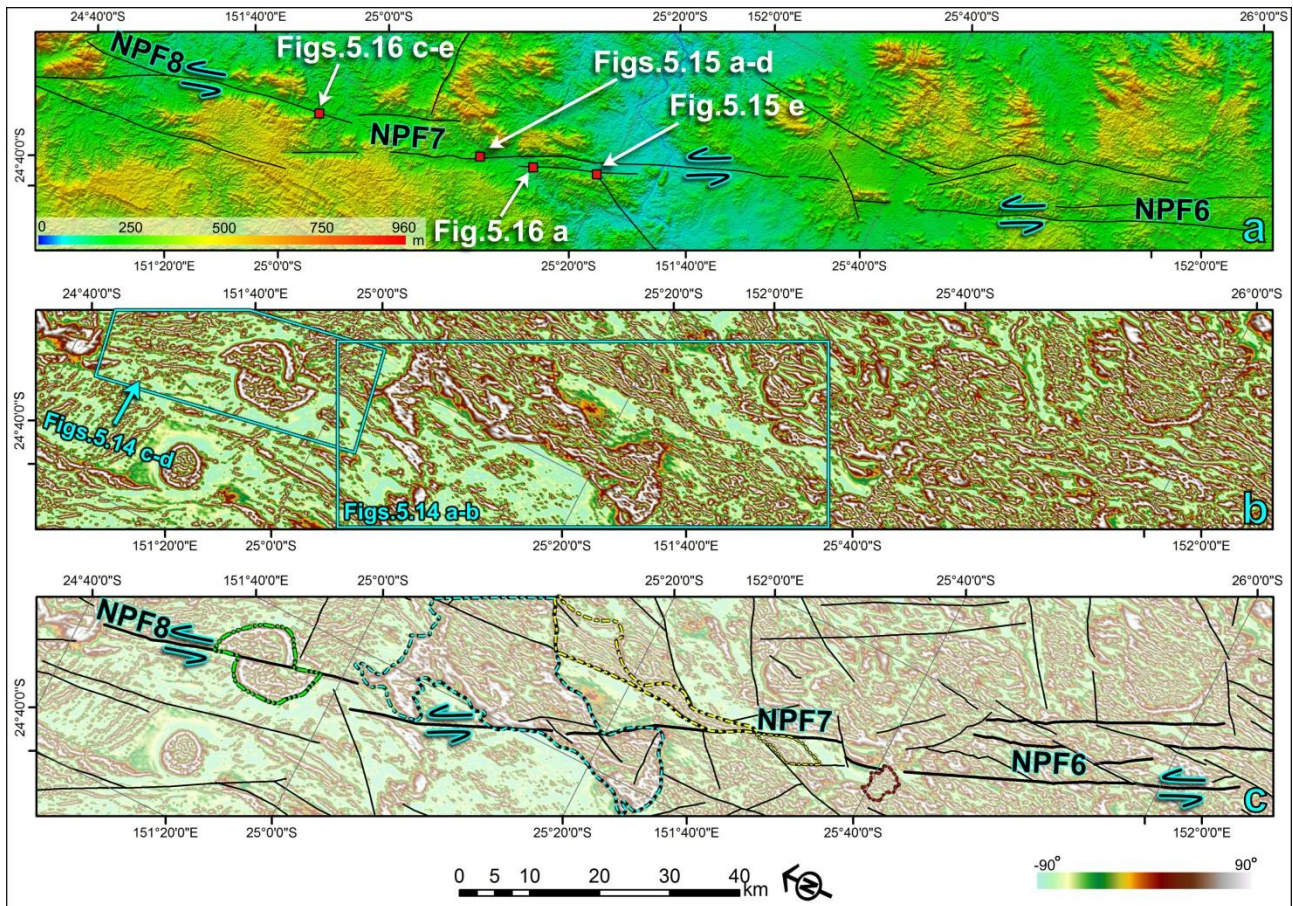 24°40'0"S 151°40'0"E 25°0'0"S 25°20'0"S 152°0'0"E 25°40'0"S 26°0'0"S
NPF8
Figs.5.16 c-e
Figs.5.15 a-d
Fig.5.15 e
NPF7
24°40'0"S
NPF6
0 250 500 750 960
m
Fig.5.16 a
a
151°20'0"E 25°0'0"S 25°20'0"S 151°40'0"E 25°40'0"S 152°0'0"E
24°40'0"S 151°40'0"E 25°0'0"S 25°20'0"S 152°0'0"E 25°40'0"S 26°0'0"S
24°40'0"S
Figs.5.14 c-d
Figs.5.14 a-b
b
151°20'0"E 25°0'0"S 25°20'0"S 151°40'0"E 25°40'0"S 152°0'0"E
24°40'0"S 151°40'0"E 25°0'0"S 25°20'0"S 152°0'0"E 25°40'0"S 26°0'0"S
NPF8
24°40'0"S
NPF7
NPF6
c
151°20'0"E 25°0'0"S 25°20'0"S 151°40'0"E 25°40'0"S 152°0'0"E
0 5 10 20 30 40
km
N
-90° 90°